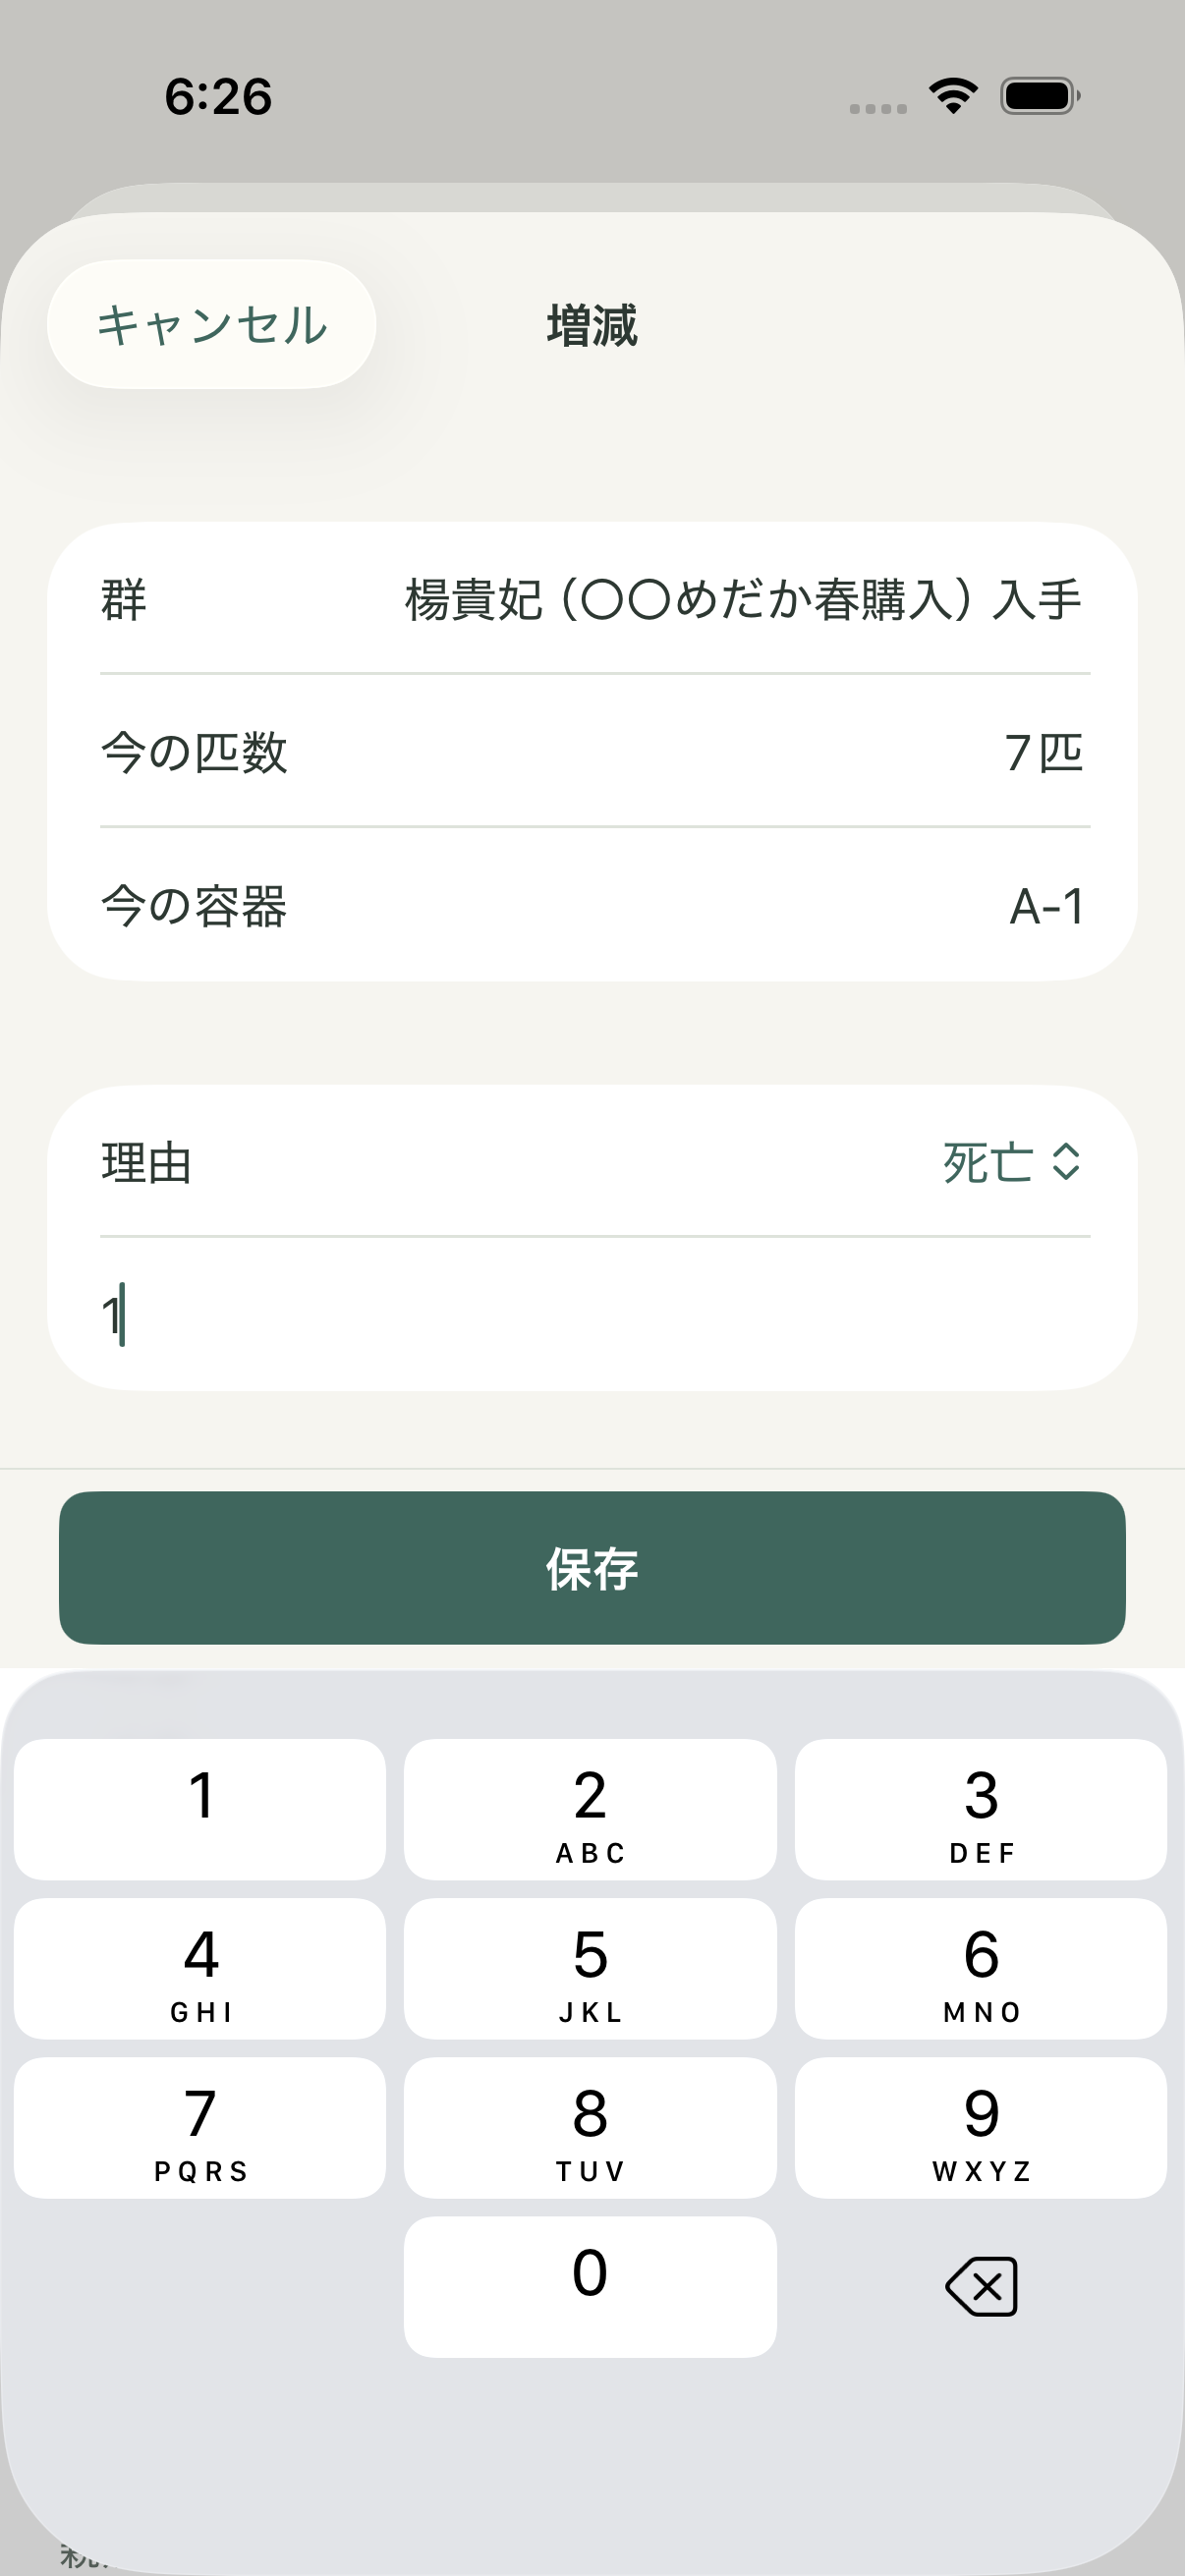 6:26
キャンセル
増減
群 楊貴妃（〇〇めだか春購入）入手
今の匹数 7匹
今の容器 A-1
理由 死亡
1
保存
1 2 3
ABC DEF
4 5 6
GHI JKL MNO
7 8 9
PQRS TUV WXYZ
0